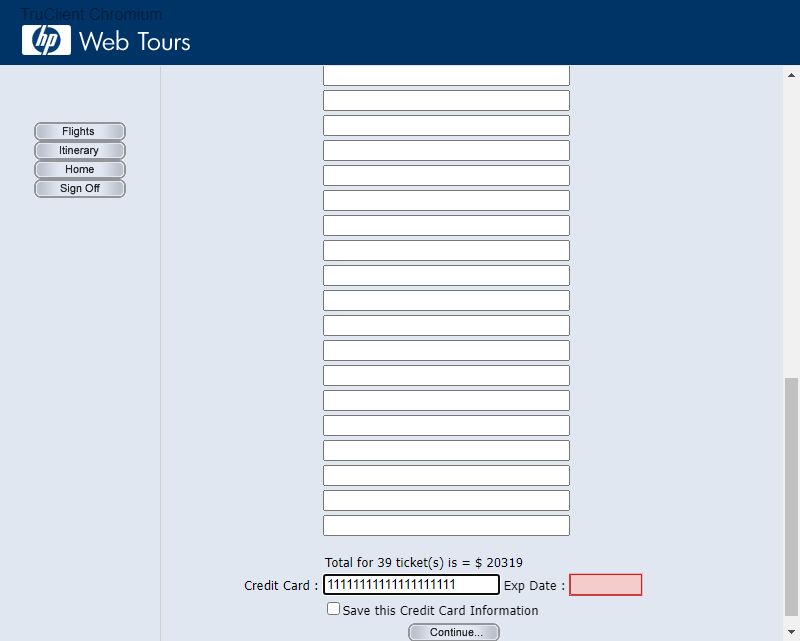 TruClient Chromium
hp Web Tours
Flights
Itinerary
Home
Sign Off
Total for 39 ticket(s) is = $ 20319
Credit Card : 11111111111111111111 Exp Date :
Save this Credit Card Information
Continue...